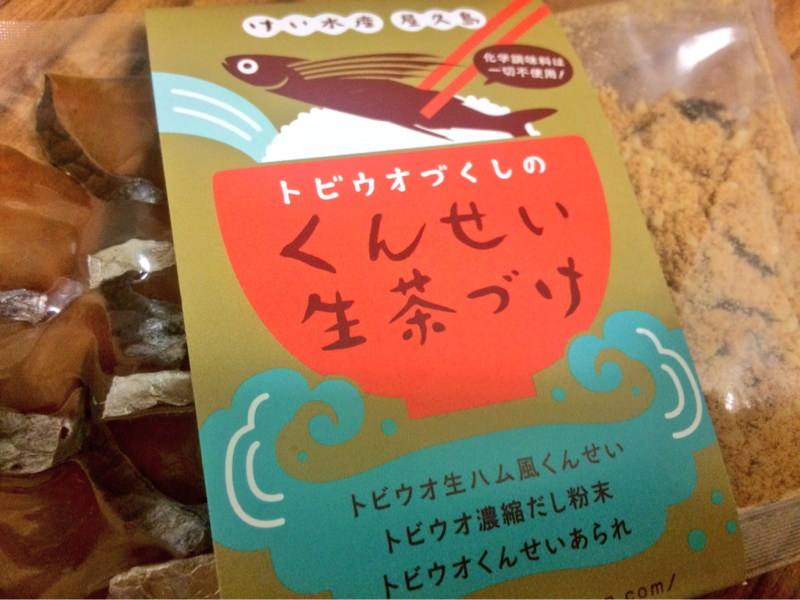 けい水産 屋久島
化学調味料は
一切不使用!
トビウオづくしの
くんせい
生茶づけ
トビウオ生ハム風くんせい
トビウオ濃縮だし粉末
トビウオくんせいあられ
.com/